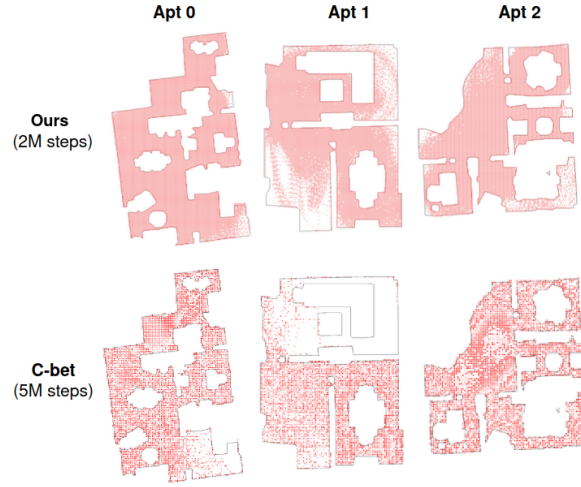 Apt 0 Apt 1 Apt 2
Ours
(2M steps)
C-bet
(5M steps)